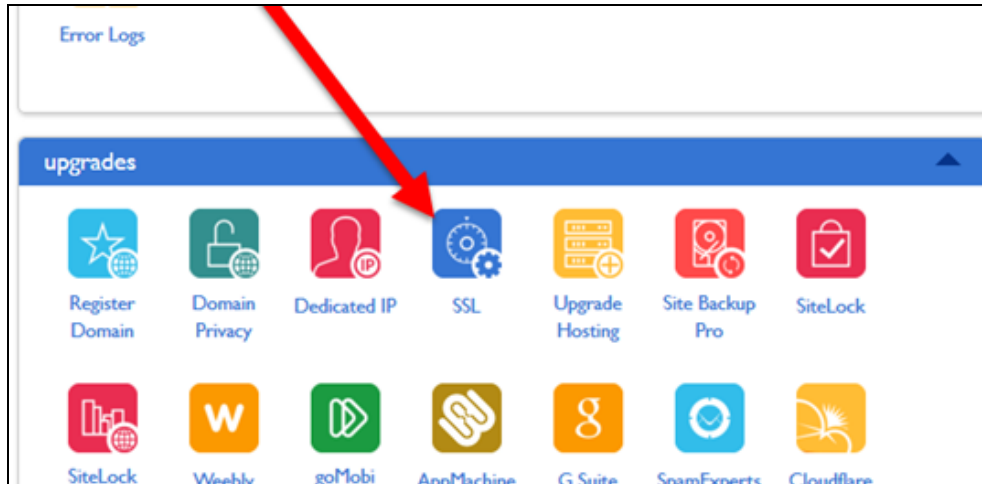 Error Logs
upgrades
IP
Register Domain
Domain Privacy
Dedicated IP
SSL
Upgrade Hosting
Site Backup Pro
SiteLock
W
g
SiteLock
Weebly
goMobi
AppMachine
G Suite
SpamExperts
Cloudflare